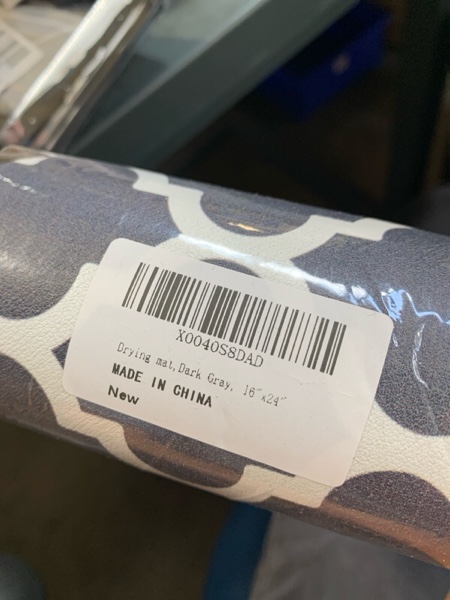 X0040S8DAD
Drying mat,Dark Gray, 16"x24"
MADE IN CHINA
New